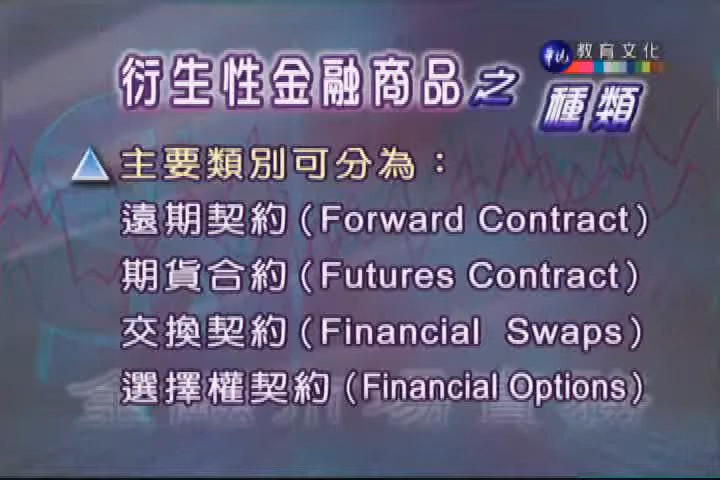 華視 教育文化
衍生性金融商品之種類
主要類別可分為：
遠期契約(Forward Contract)
期貨合約(Futures Contract)
交換契約(Financial Swaps)
選擇權契約(Financial Options)